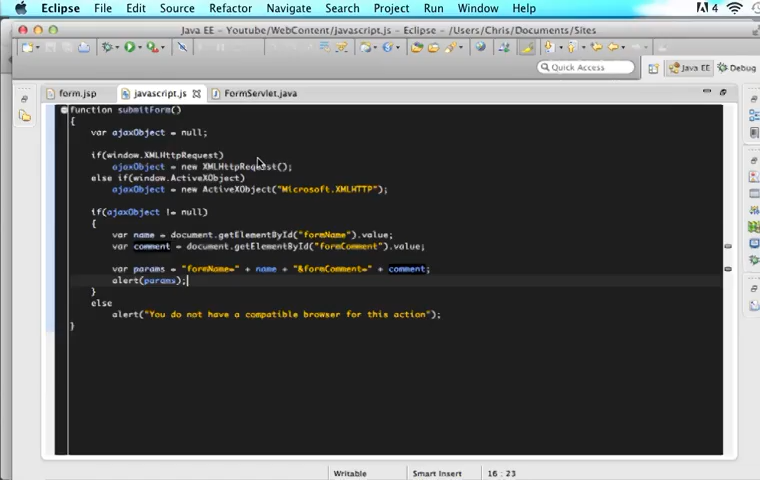 Eclipse File Edit Source Refactor Navigate Search Project Run Window Help 4
Java EE - Youtube/WebContent/javascript.js - Eclipse - /Users/Chris/Documents/Sites
Quick Access Java EE Debug
form.jsp javascript.js FormServlet.java
function submitForm()
{
var ajaxObject = null;
if(window.XMLHttpRequest)
ajaxObject = new XMLHttpRequest();
else if(window.ActiveXObject)
ajaxObject = new ActiveXObject("Microsoft.XMLHTTP");
if(ajaxObject != null)
{
var name = document.getElementById("formName").value;
var comment = document.getElementById("formComment").value;
var params = "formName=" + name + "&formComment=" + comment;
alert(params);
}
else
alert("You do not have a compatible browser for this action");
}
Writable Smart Insert 16 : 23